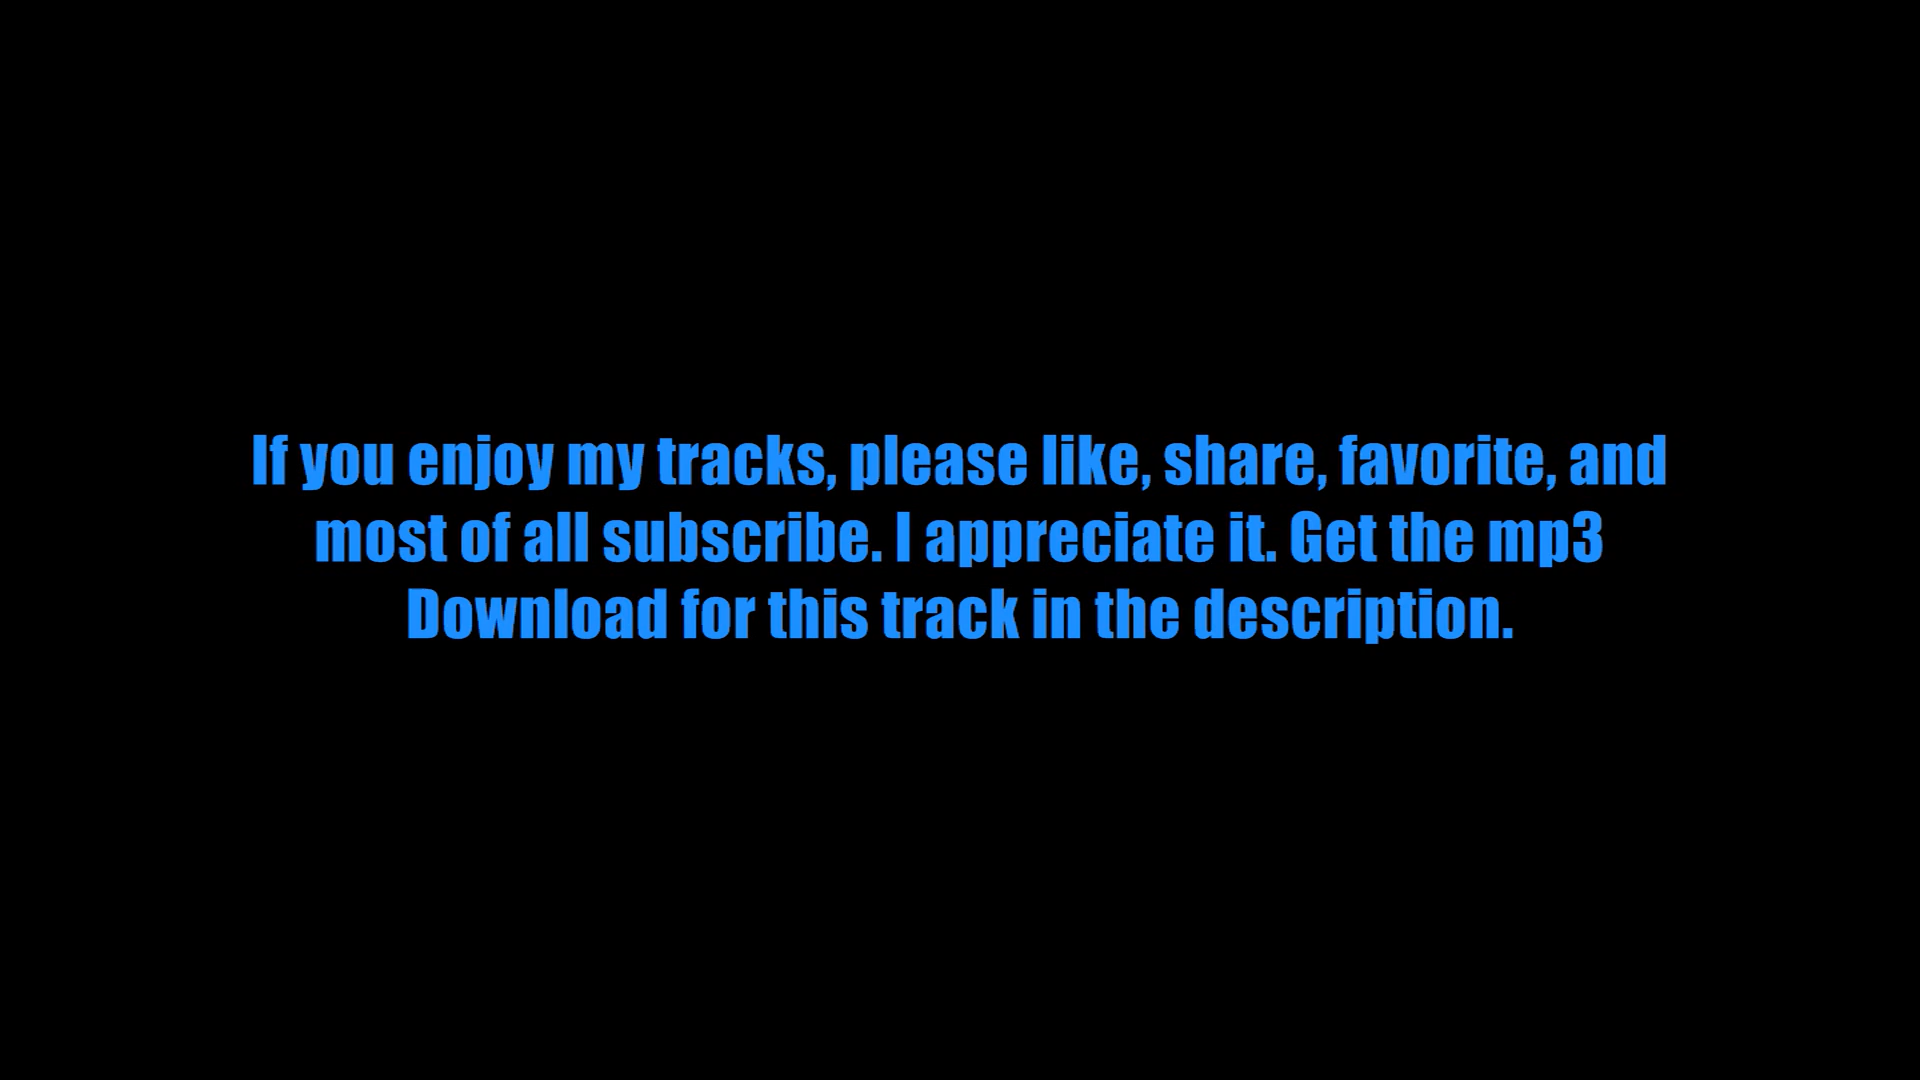 If you enjoy my tracks, please like, share, favorite, and
most of all subscribe. I appreciate it. Get the mp3
Download for this track in the description.